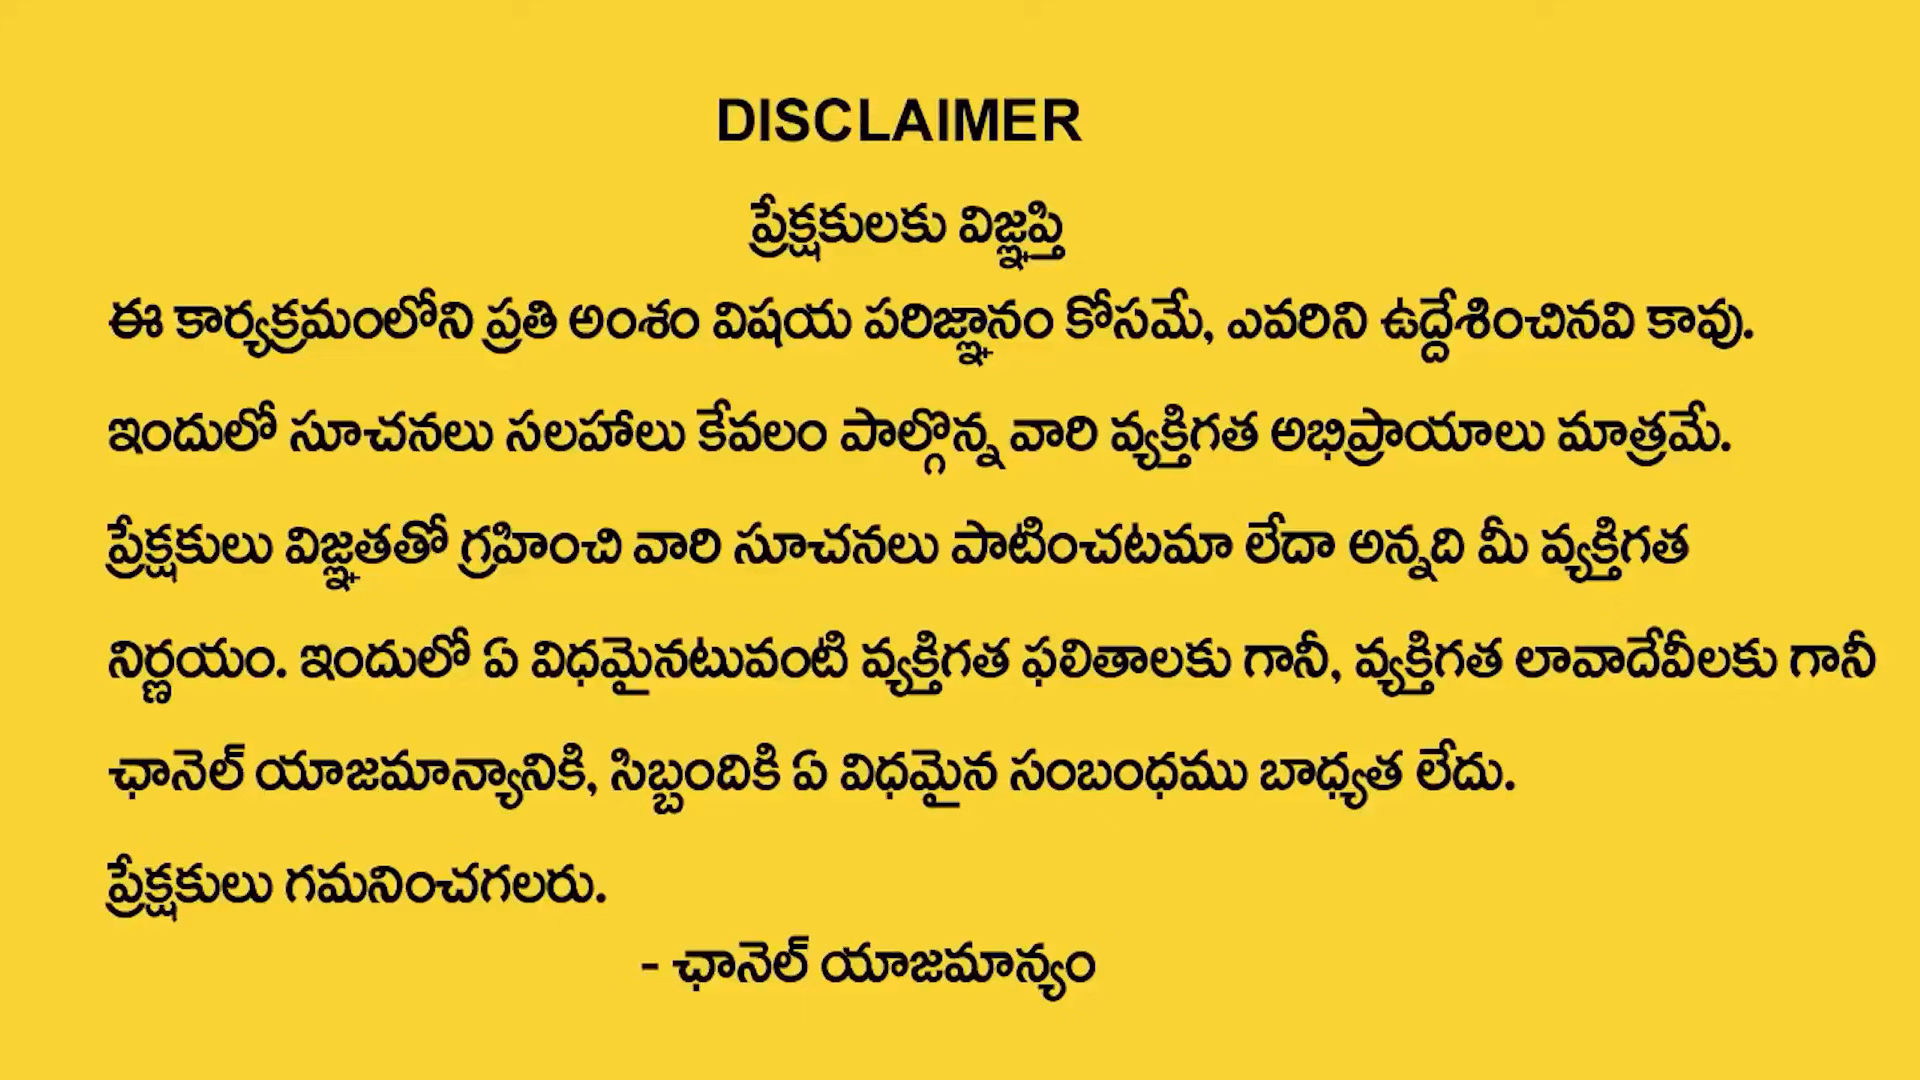 DISCLAIMER
ప్రేక్షకులకు విజ్ఞప్తి
ఈ కార్యక్రమంలోని ప్రతి అంశం విషయ పరిజ్ఞానం కోసమే, ఎవరిని ఉద్దేశించినవి కావు.
ఇందులో సూచనలు సలహాలు కేవలం పాల్గొన్న వారి వ్యక్తిగత అభిప్రాయాలు మాత్రమే.
ప్రేక్షకులు విజ్ఞతతో గ్రహించి వారి సూచనలు పాటించటమా లేదా అన్నది మీ వ్యక్తిగత
నిర్ణయం. ఇందులో ఏ విధమైనటువంటి వ్యక్తిగత ఫలితాలకు గానీ, వ్యక్తిగత లావాదేవీలకు గానీ
ఛానెల్ యాజమాన్యానికి, సిబ్బందికి ఏ విధమైన సంబంధము బాధ్యత లేదు.
ప్రేక్షకులు గమనించగలరు.
- ఛానెల్ యాజమాన్యం